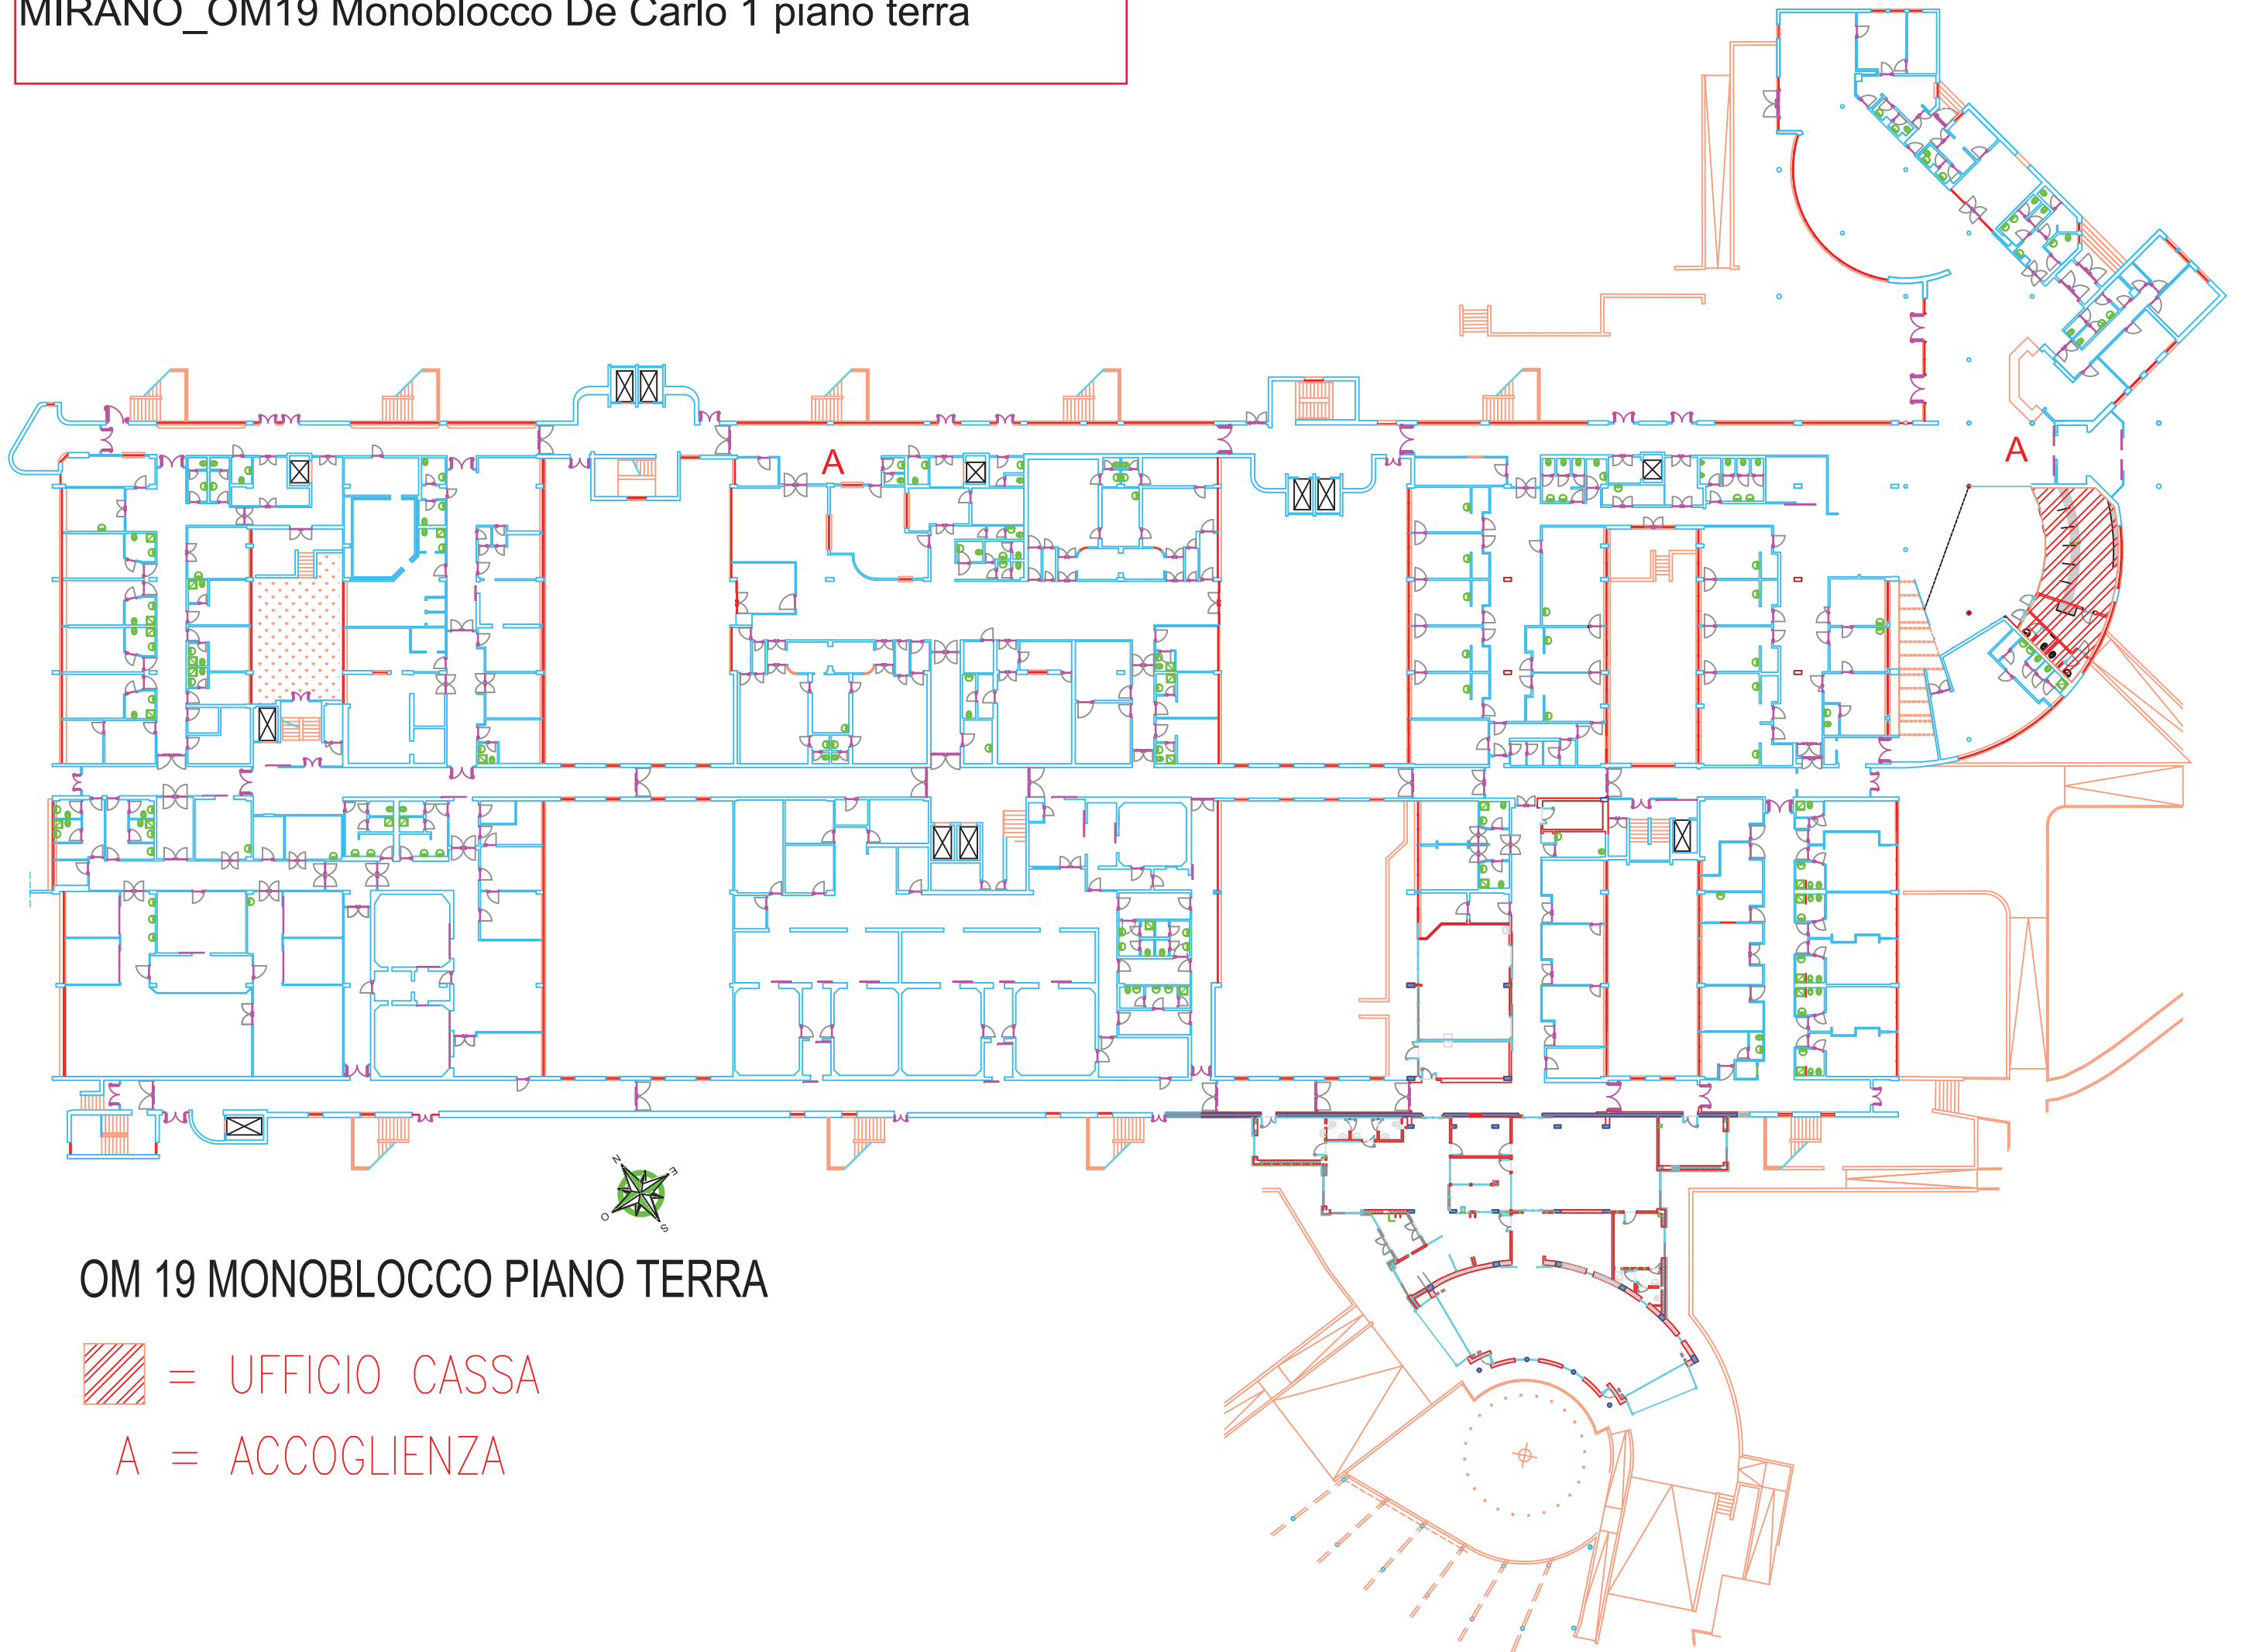 MIRANO_OM19 Monoblocco De Carlo 1 piano terra
A
A
N
E
O
S
OM 19 MONOBLOCCO PIANO TERRA
= UFFICIO CASSA
A = ACCOGLIENZA